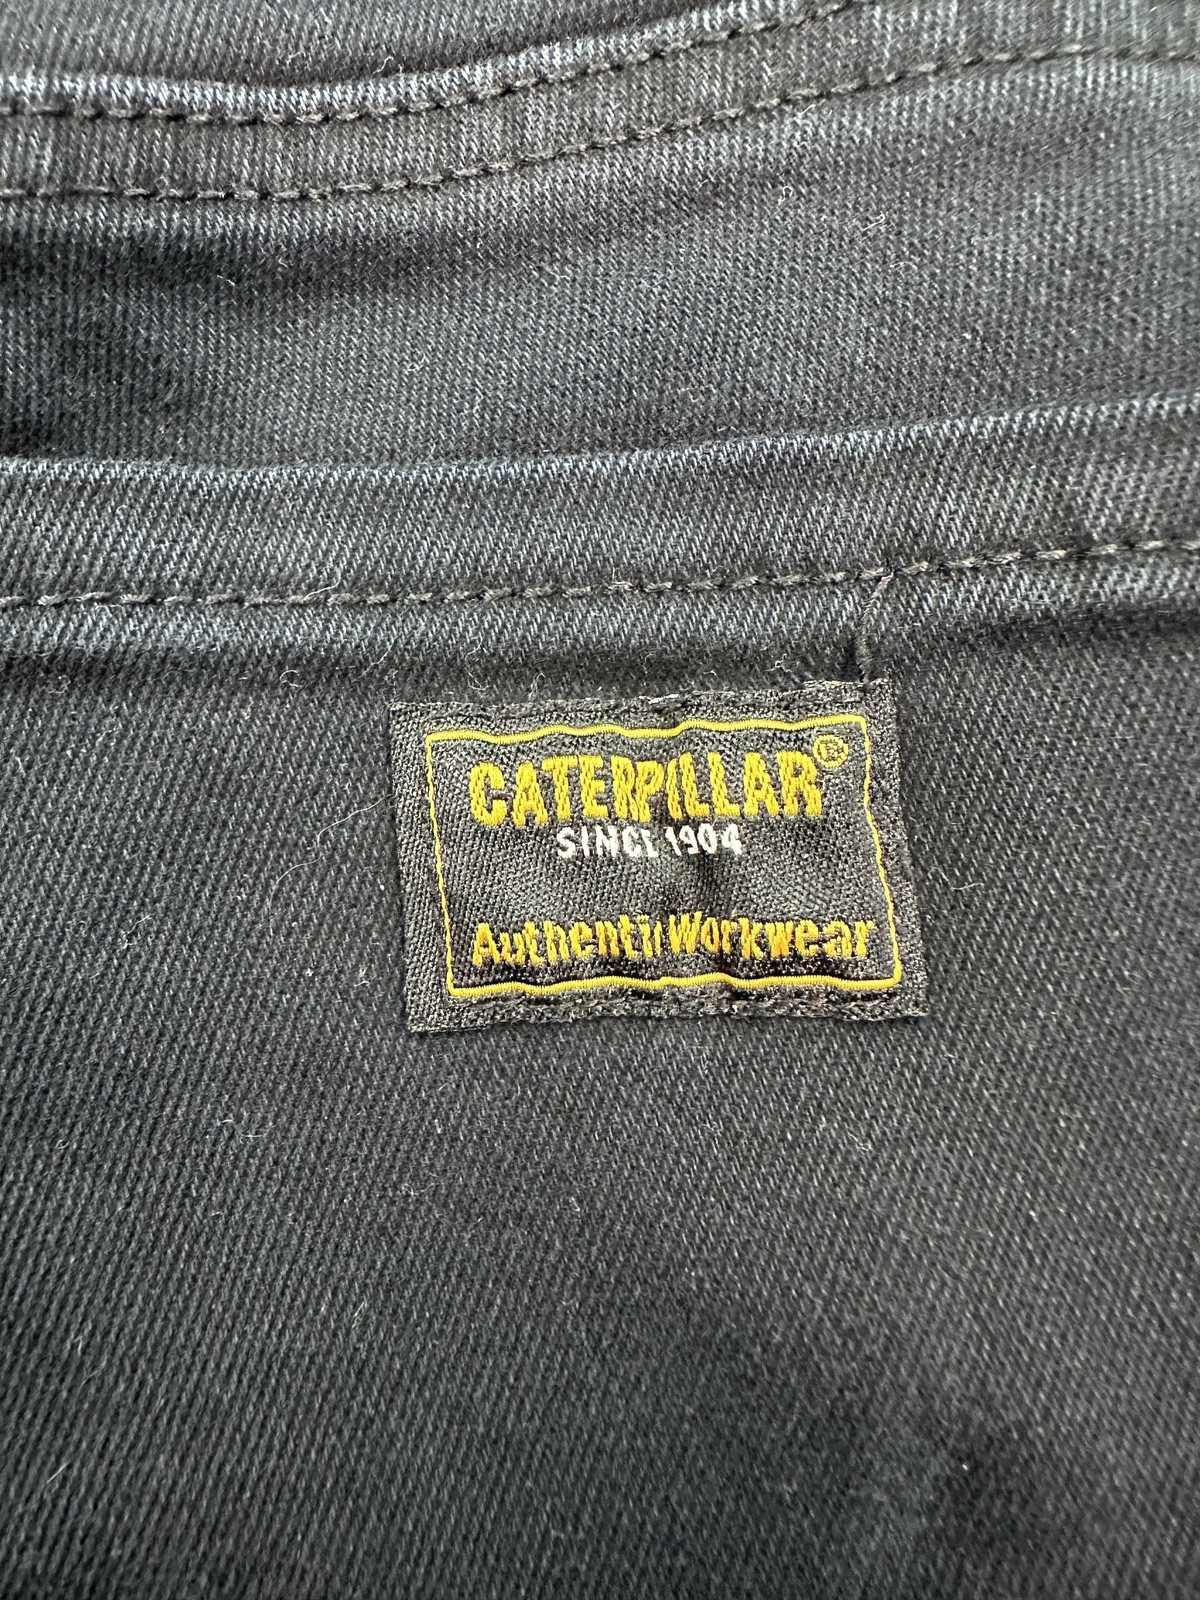 CATERPILLAR®
SINCE 1904
Authentic Workwear